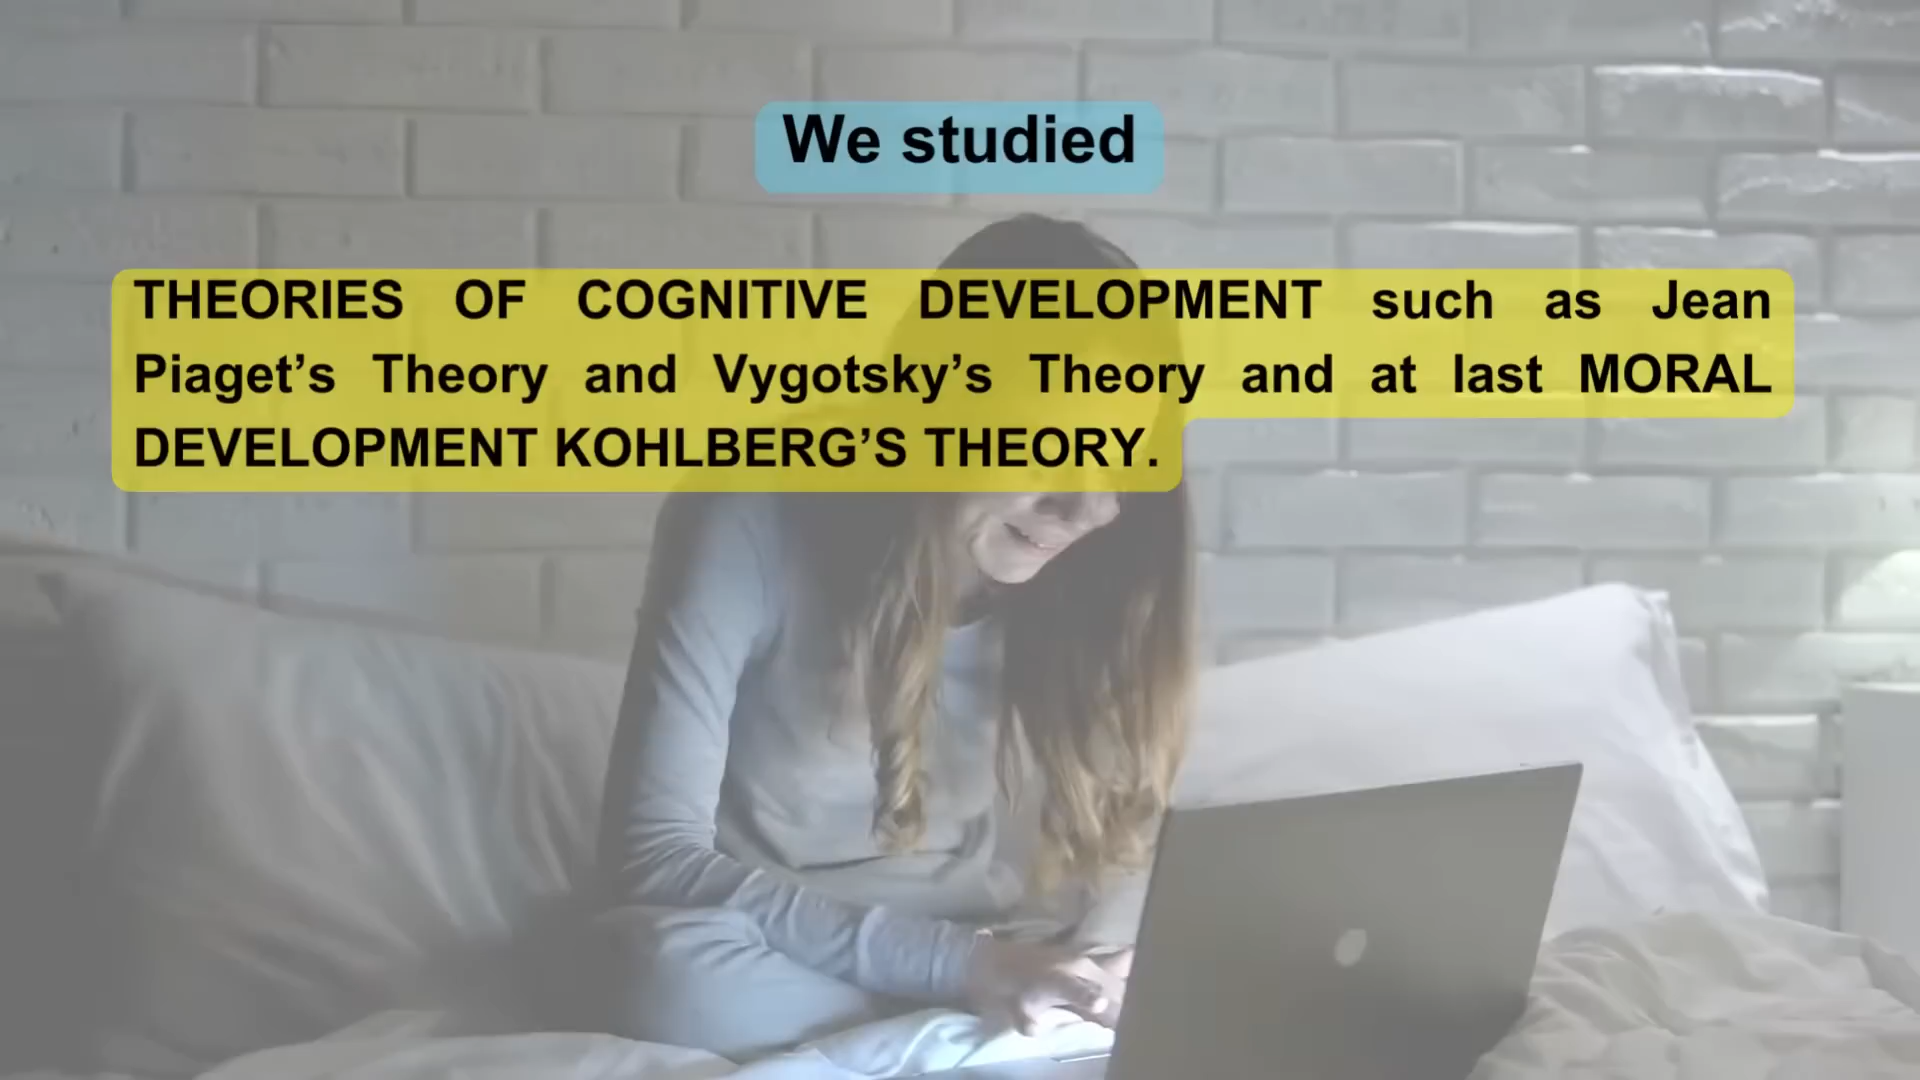 We studied
THEORIES OF COGNITIVE DEVELOPMENT such as Jean
Piaget’s Theory and Vygotsky’s Theory and at last MORAL
DEVELOPMENT KOHLBERG’S THEORY.